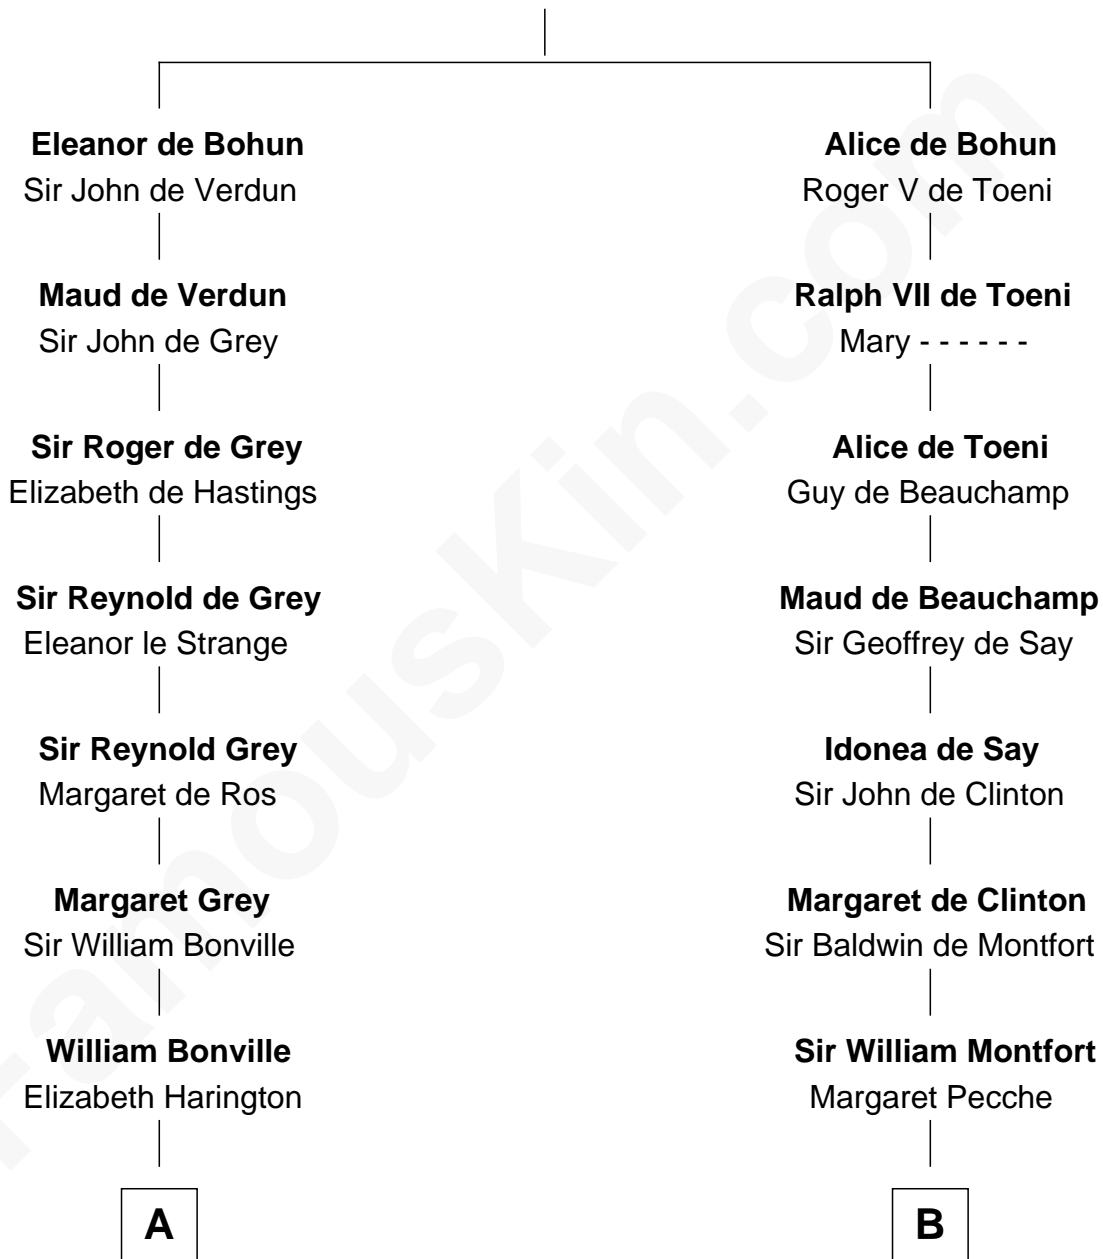 Eleanor de Bohun
Sir John de Verdun
Maud de Verdun
Sir John de Grey
Sir Roger de Grey
Elizabeth de Hastings
Sir Reynold de Grey
Eleanor le Strange
Sir Reynold Grey
Margaret de Ros
Margaret Grey
Sir William Bonville
William Bonville
Elizabeth Harington
A
Alice de Bohun
Roger V de Toeni
Ralph VII de Toeni
Mary - - - - - -
Alice de Toeni
Guy de Beauchamp
Maud de Beauchamp
Sir Geoffrey de Say
Idonea de Say
Sir John de Clinton
Margaret de Clinton
Sir Baldwin de Montfort
Sir William Montfort
Margaret Pecche
B
FamousKin.com